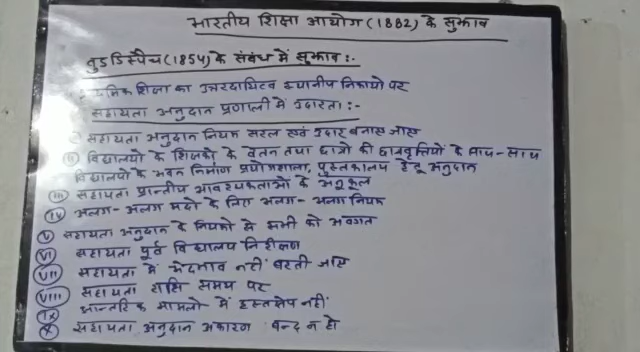 भारतीय शिक्षा आयोग (1882) के सुझाव
वुड डिस्पैच (1854) के संबंध में सुझाव :-
शिक्षा का उत्तरदायित्व स्थानीय निकायो पर
सहायता अनुदान प्रणाली मे उदारता :-
सहायता अनुदान नियम सरल एवं उदार बनाए जाए
(ii) विद्यालयो के शिक्षको के वेतन तथा छात्रो की छात्रवृत्तियों के साथ-साथ
विद्यालयो के भवन निर्माण प्रयोगशाला, पुस्तकालय हेतु अनुदान
(iii) सहायता प्रान्तीय आवश्यकताओ के अनुकूल
(iv) अलग-अलग मदो के लिए अलग-अलग नियम
(V) सहायता अनुदान के नियमो से सभी को अवगत
(VI) सहायता पूर्व विद्यालय निरीक्षण
(VII) सहायता में भेदभाव नहीं बरती जाए
(VIII) सहायता राशि समय पर
(Ix) आन्तरिक मामलो में हस्तक्षेप नहीं
(X) सहायता अनुदान अकारण बन्द न हो